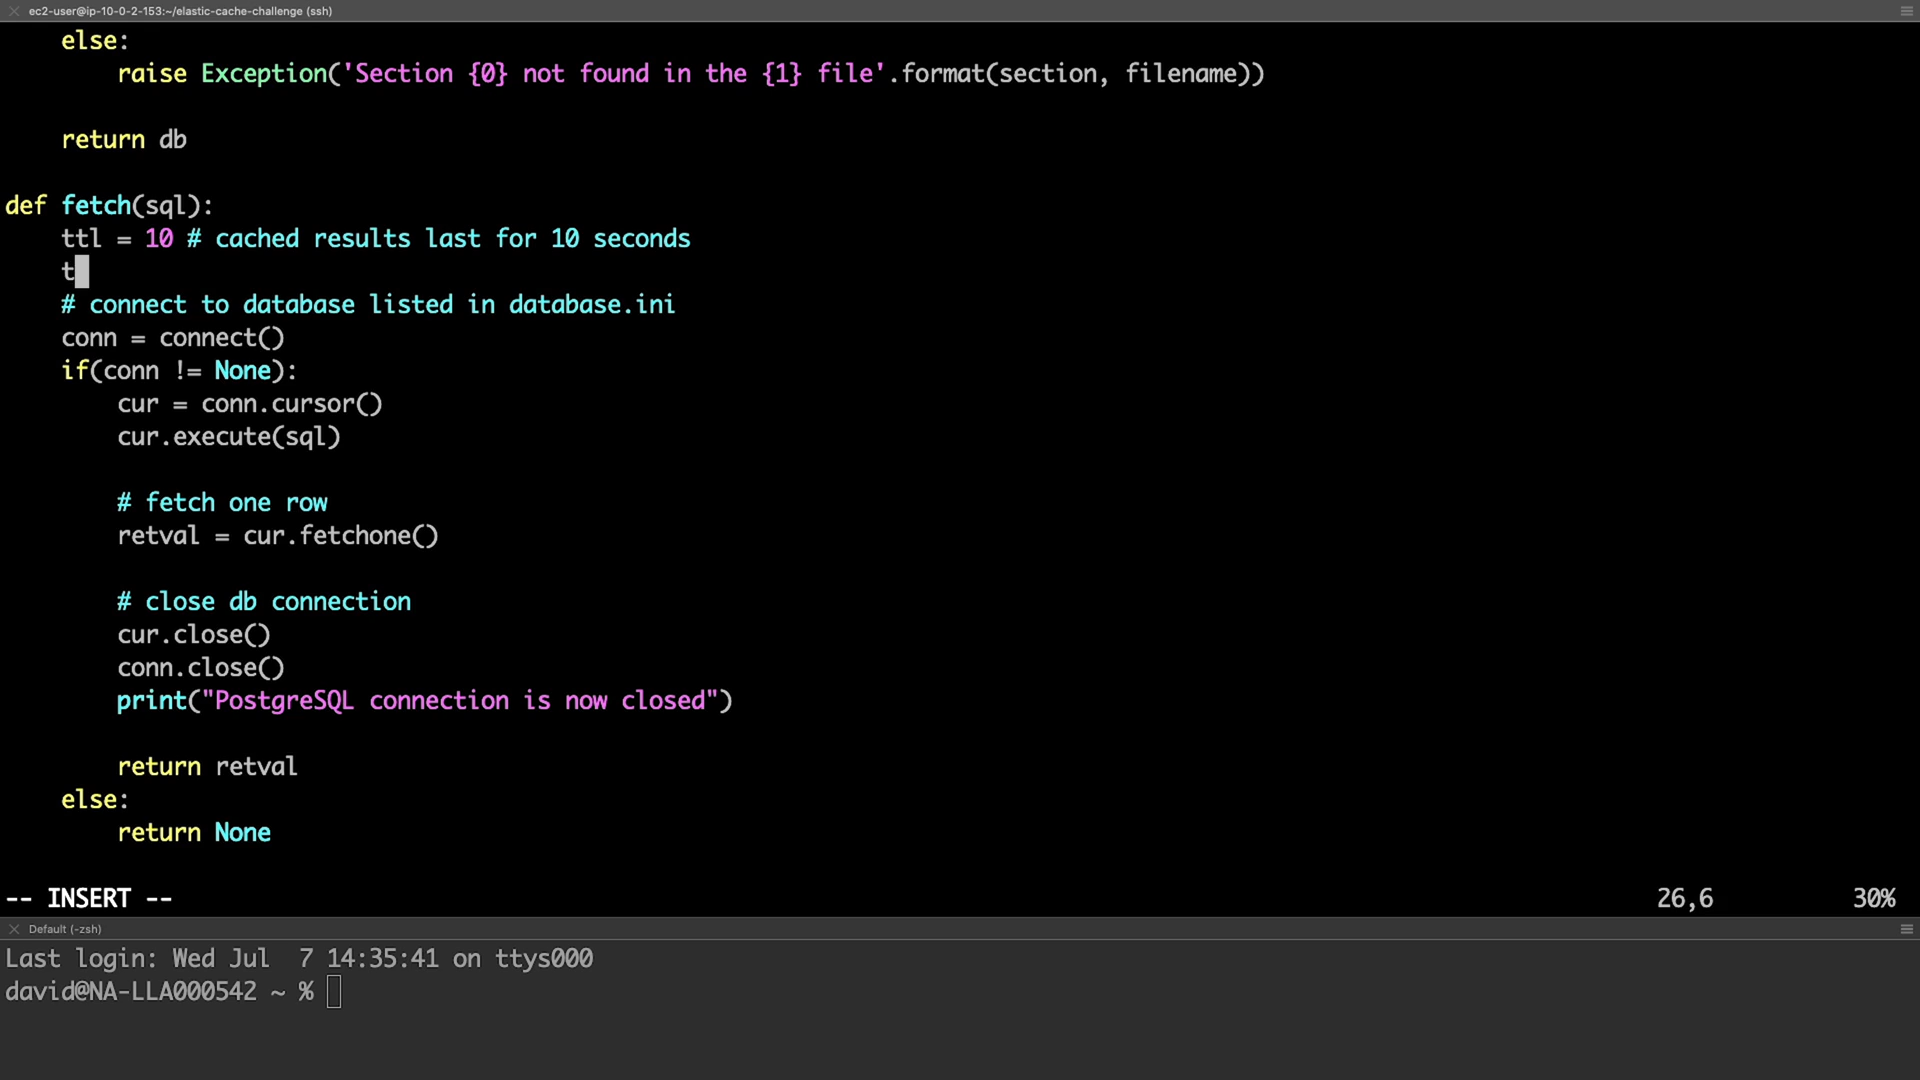 ec2-user@ip-10-0-2-153:~/elastic-cache-challenge (ssh)
    else:
        raise Exception('Section {0} not found in the {1} file'.format(section, filename))
    return db
def fetch(sql):
    ttl = 10 # cached results last for 10 seconds
    t
    # connect to database listed in database.ini
    conn = connect()
    if(conn != None):
        cur = conn.cursor()
        cur.execute(sql)
        # fetch one row
        retval = cur.fetchone()
        # close db connection
        cur.close()
        conn.close()
        print("PostgreSQL connection is now closed")
        return retval
    else:
        return None
-- INSERT -- 26,6 30%
Default (-zsh)
Last login: Wed Jul  7 14:35:41 on ttys000
david@NA-LLA000542 ~ %